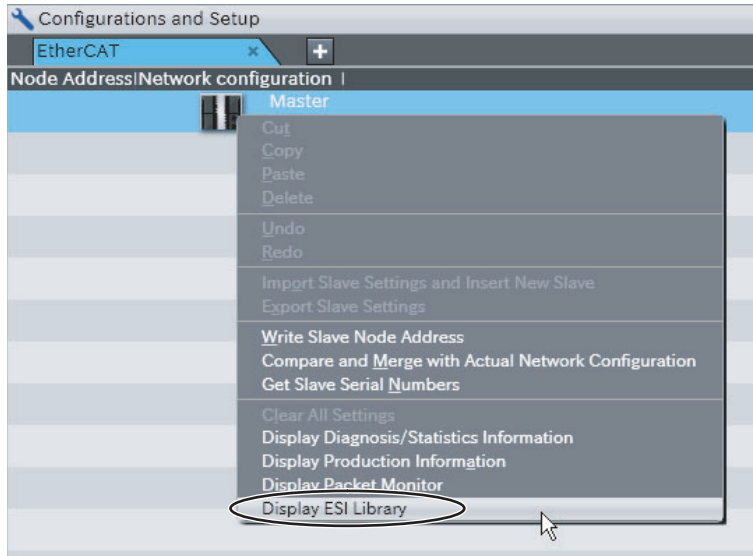 Configurations and Setup
EtherCAT × +
Node Address|Network configuration |
Master
Cut
Copy
Paste
Delete
Undo
Redo
Import Slave Settings and Insert New Slave
Export Slave Settings
Write Slave Node Address
Compare and Merge with Actual Network Configuration
Get Slave Serial Numbers
Clear All Settings
Display Diagnosis/Statistics Information
Display Production Information
Display Packet Monitor
Display ESI Library